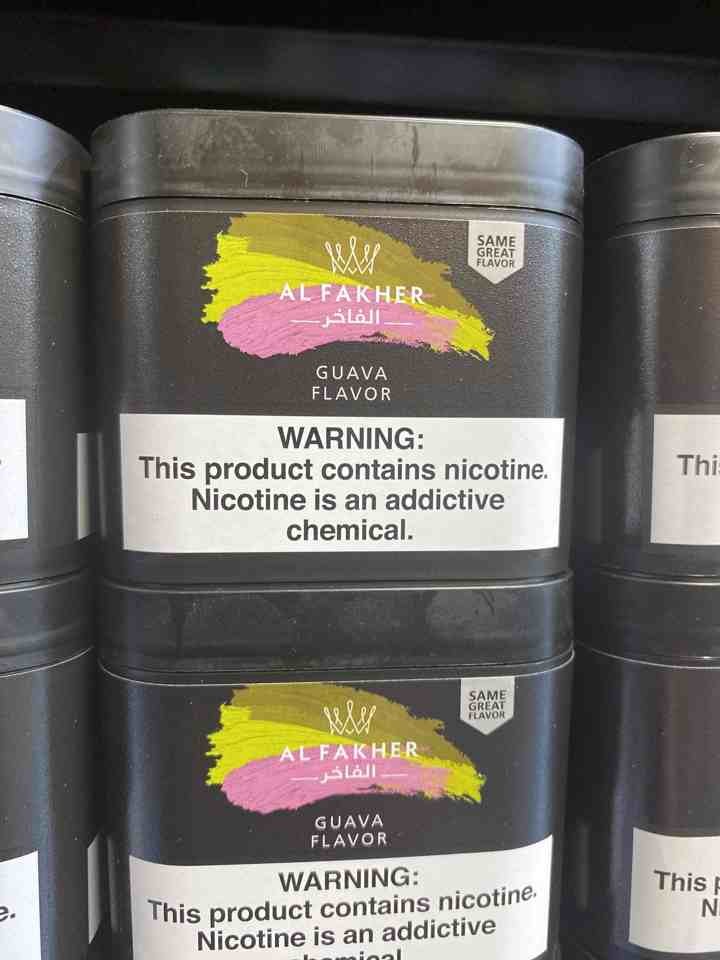 SAME
GREAT
FLAVOR
AL FAKHER
الفاخر
GUAVA
FLAVOR
WARNING:
This product contains nicotine.
Nicotine is an addictive
chemical.
SAME
GREAT
FLAVOR
AL FAKHER
الفاخر
GUAVA
FLAVOR
WARNING:
This product contains nicotine.
Nicotine is an addictive
chemical
This